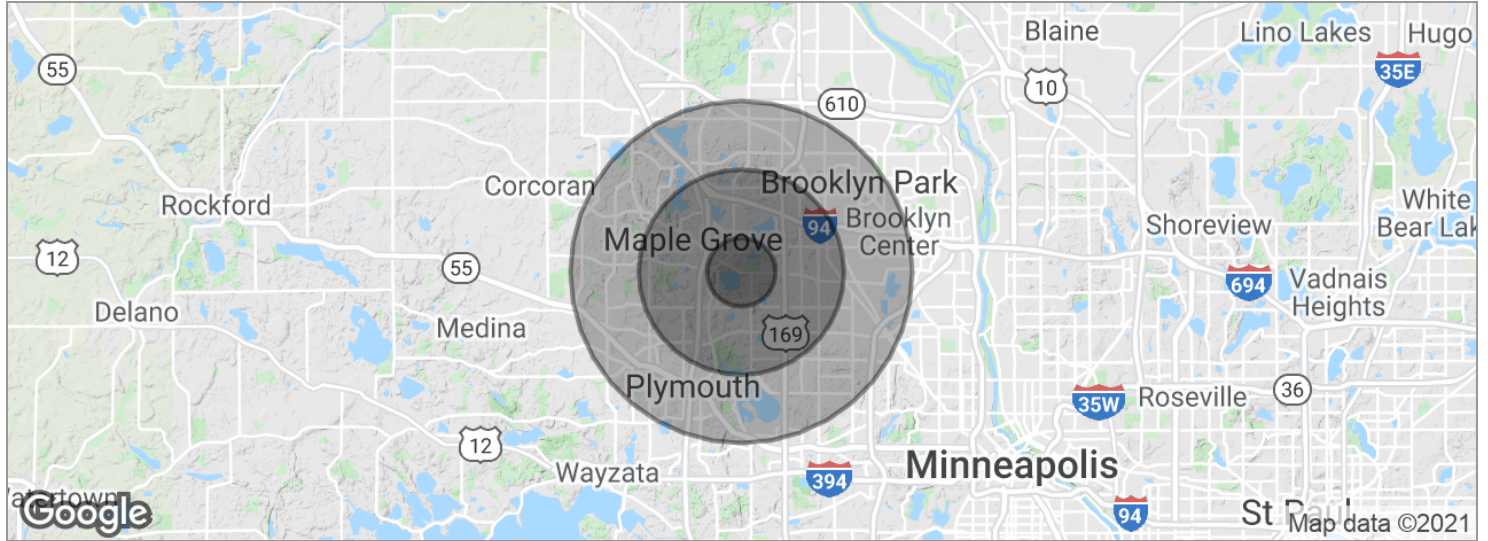 Blaine
Lino Lakes
Hugo
55
35E
10
610
Corcoran
Brooklyn Park
Rockford
White
Bear Lak
94
Brooklyn
Center
Shoreview
Maple Grove
12
55
694
Vadnais
Heights
Delano
Medina
169
Plymouth
35W
Roseville
36
12
Wayzata
394
Minneapolis
94
St Paul
Google
Map data ©2021